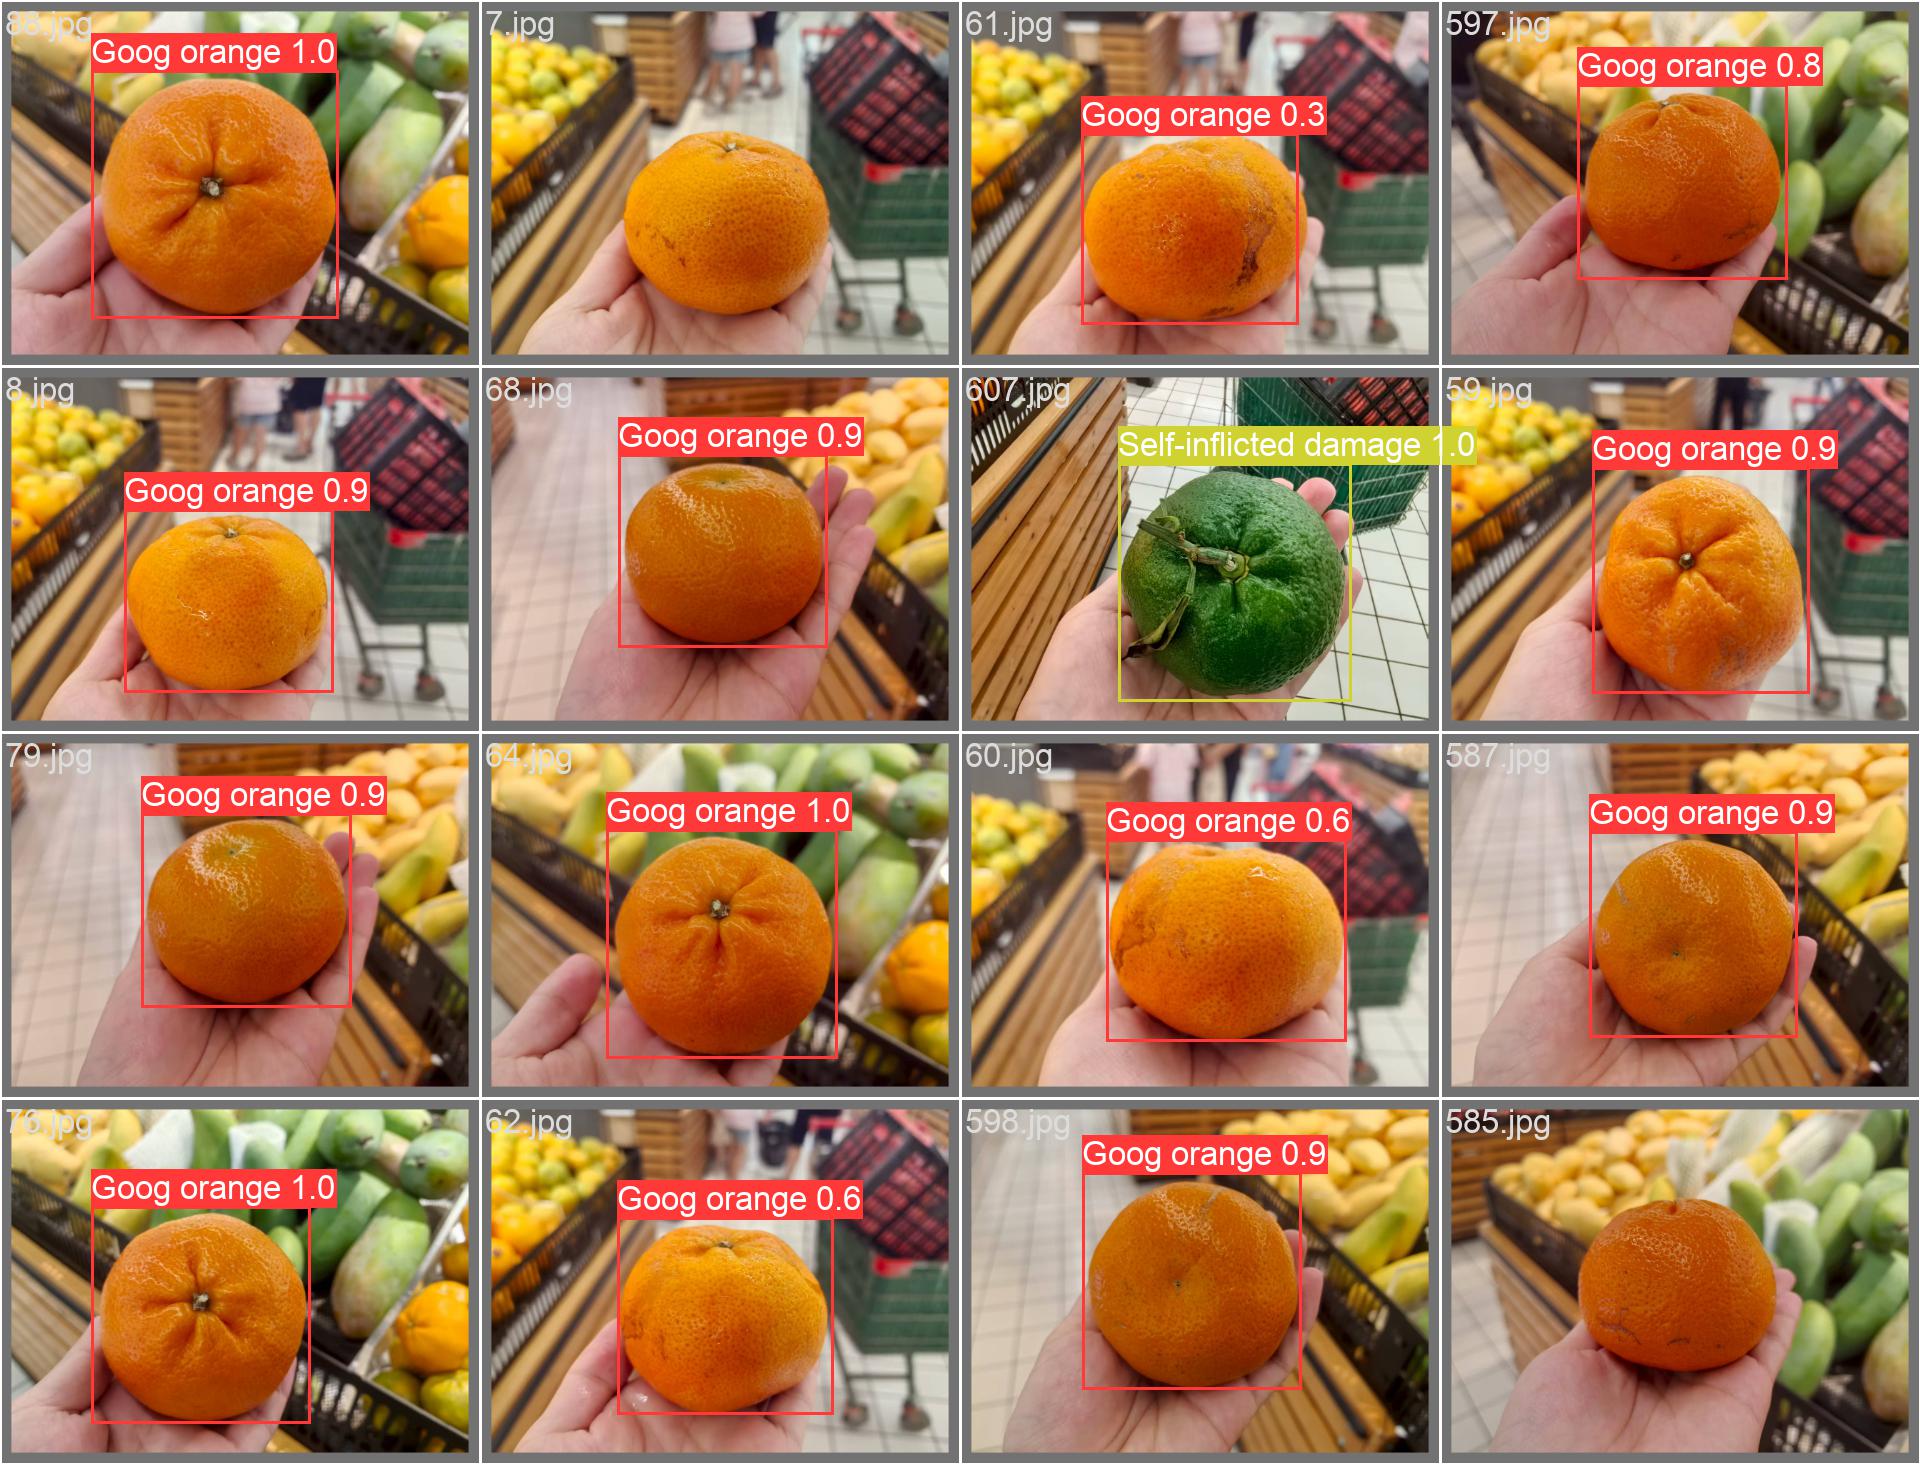 88.jpg
Goog orange 1.0
7.jpg
61.jpg
Goog orange 0.3
597.jpg
Goog orange 0.8
8.jpg
Goog orange 0.9
68.jpg
Goog orange 0.9
607.jpg
Self-inflicted damage 1.0
59.jpg
Goog orange 0.9
79.jpg
Goog orange 0.9
64.jpg
Goog orange 1.0
60.jpg
Goog orange 0.6
587.jpg
Goog orange 0.9
76.jpg
Goog orange 1.0
62.jpg
Goog orange 0.6
598.jpg
Goog orange 0.9
585.jpg